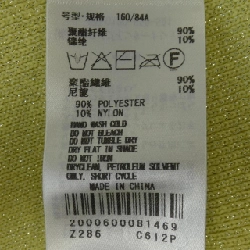 号型·规格 160/84A
聚酯纤维 90%
锦纶 10%
聚酯纖維 90%
尼龍 10%
90% POLYESTER
10% NYLON
HAND WASH COLD
DO NOT BLEACH
DO NOT TUMBLE DRY
DRY FLAT IN SHADE
DO NOT IRON
DRYCLEAN, PETROLEUM SOLVENT
ONLY, SHORT CYCLE
MADE IN CHINA
2000600081469
Z286 C612P